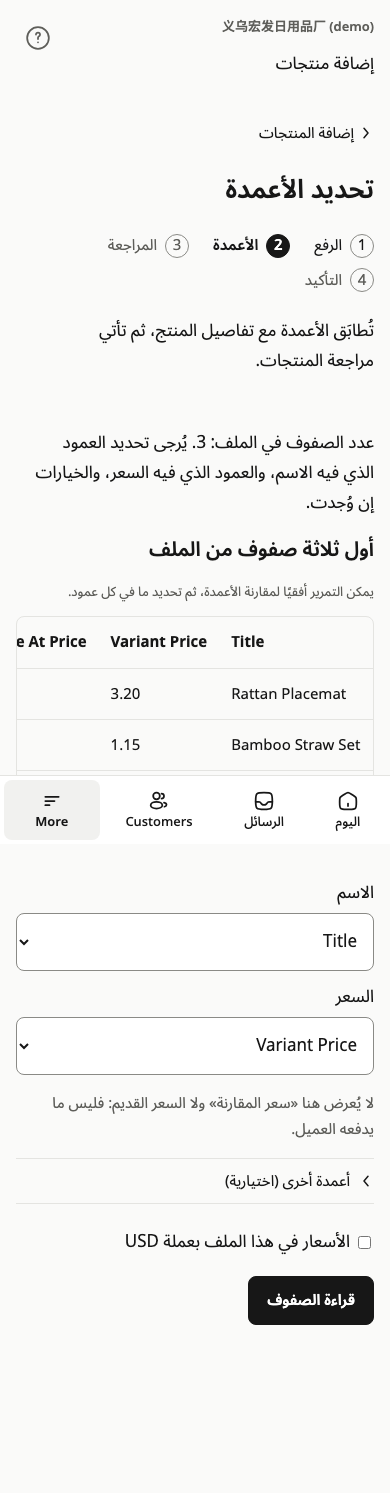 义乌宏发日用品厂 (demo)
إضافة منتجات
إضافة المنتجات
تحديد الأعمدة
1 الرفع 2 الأعمدة 3 المراجعة
4 التأكيد
تُطابَق الأعمدة مع تفاصيل المنتج، ثم تأتي
مراجعة المنتجات.
عدد الصفوف في الملف: 3. يُرجى تحديد العمود
الذي فيه الاسم، والعمود الذي فيه السعر، والخيارات
إن وُجدت.
أول ثلاثة صفوف من الملف
يمكن التمرير أفقيًا لمقارنة الأعمدة، ثم تحديد ما في كل عمود.
Title Variant Price e At Price
Rattan Placemat 3.20
Bamboo Straw Set 1.15
اليوم الرسائل Customers More
الاسم
Title
السعر
Variant Price
لا يُعرض هنا «سعر المقارنة» ولا السعر القديم: فليس ما
يدفعه العميل.
أعمدة أخرى (اختيارية)
الأسعار في هذا الملف بعملة USD
قراءة الصفوف